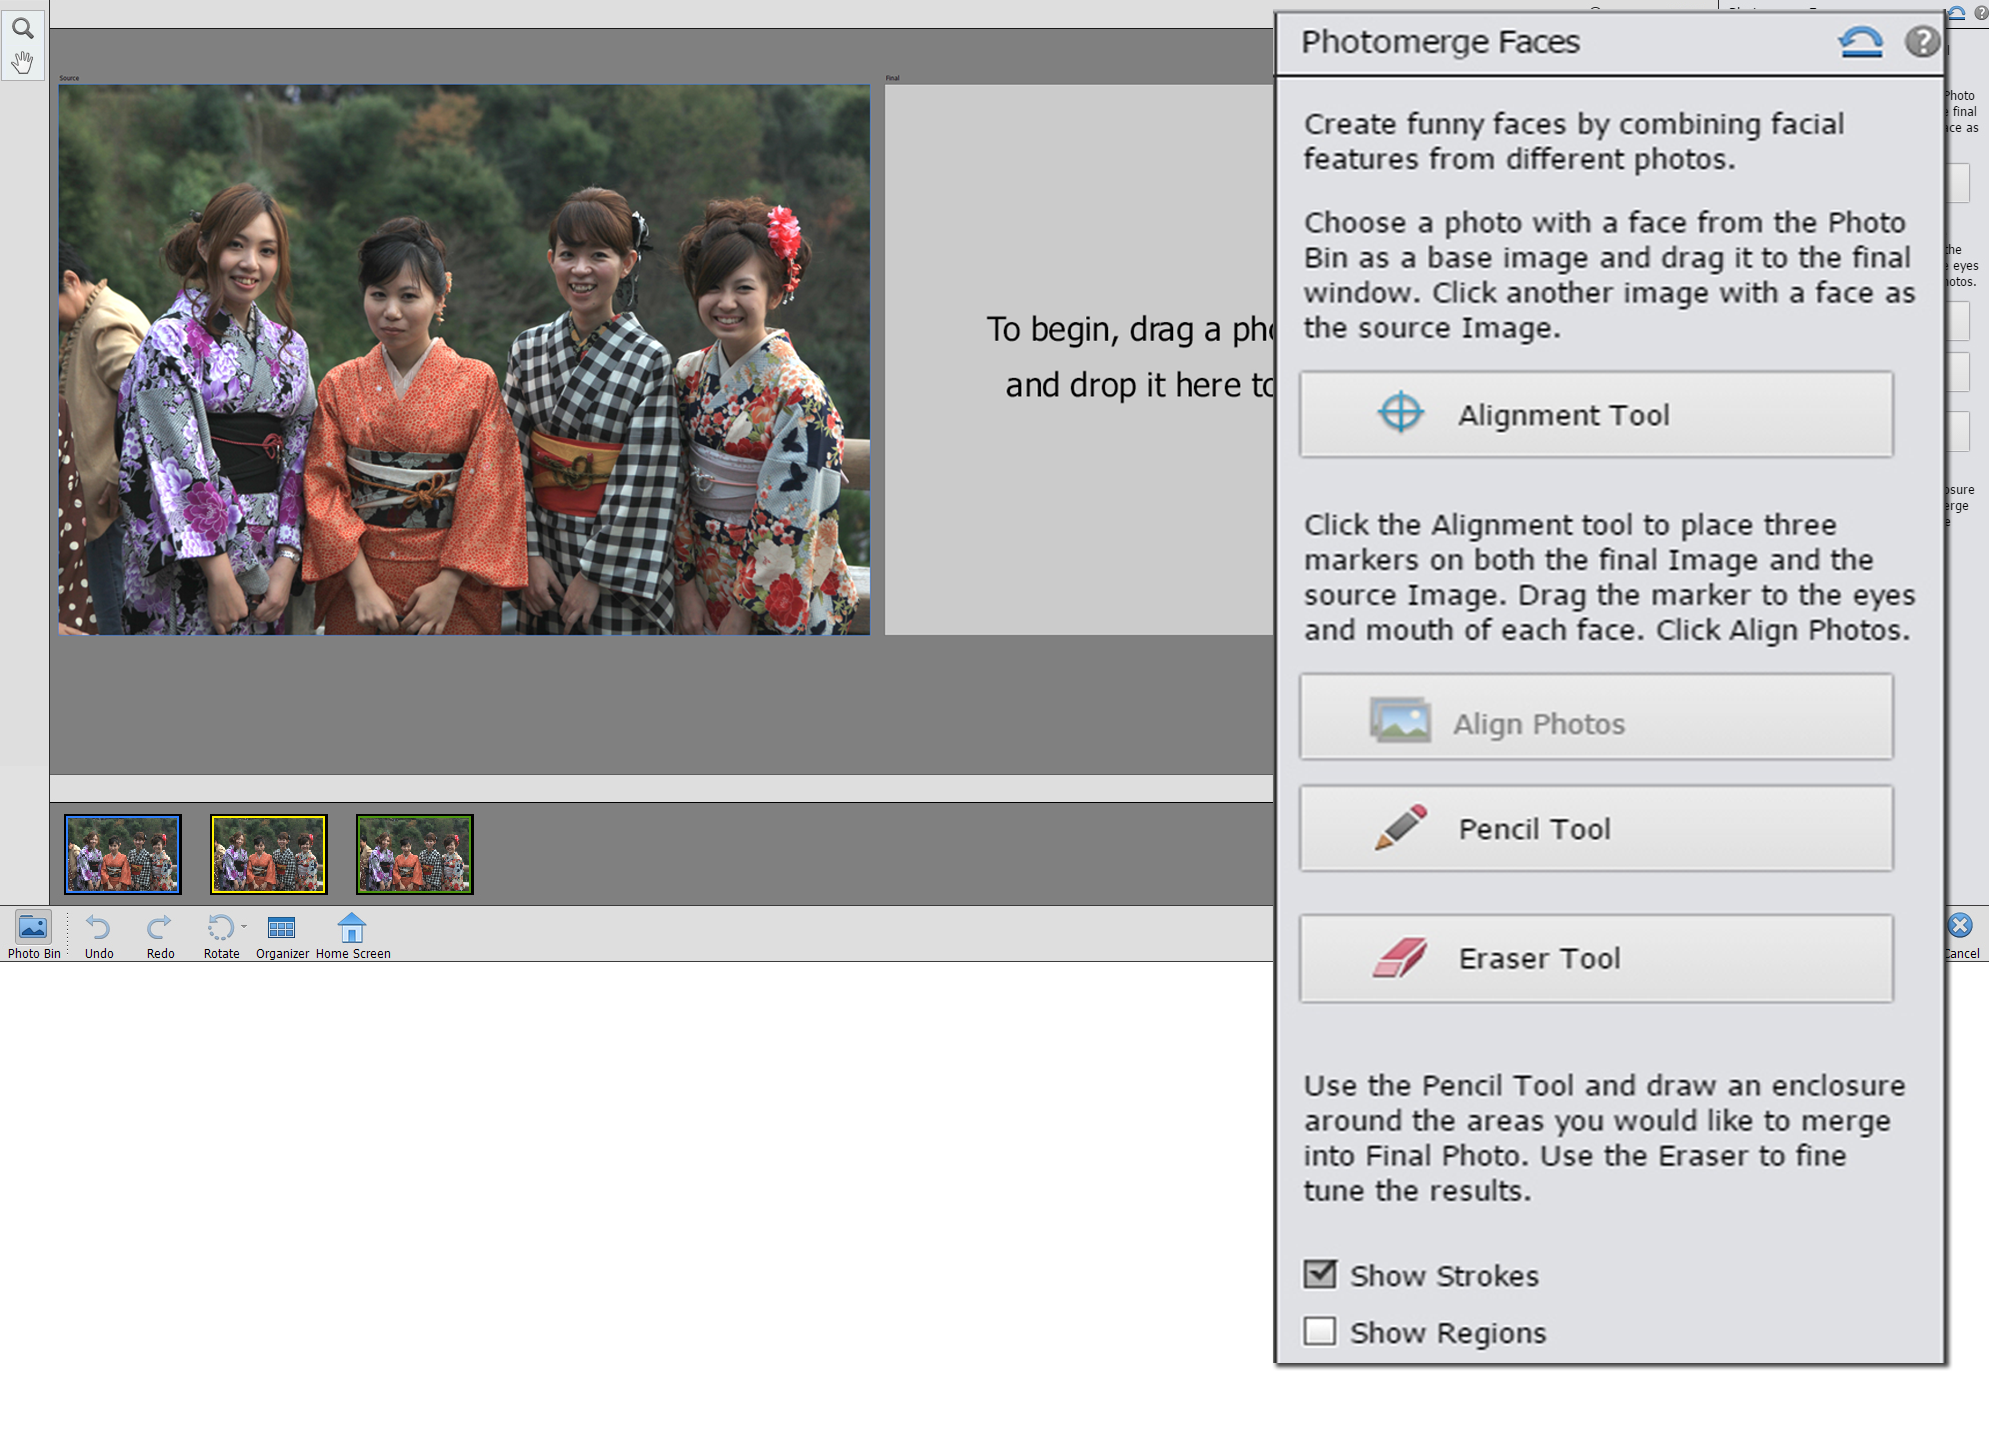 Source
Final
To begin, drag a pho
and drop it here to
Photo Bin
Undo
Redo
Rotate
Organizer
Home Screen
Photomerge Faces
Create funny faces by combining facial
features from different photos.
Choose a photo with a face from the Photo
Bin as a base image and drag it to the final
window. Click another image with a face as
the source Image.
Alignment Tool
Click the Alignment tool to place three
markers on both the final Image and the
source Image. Drag the marker to the eyes
and mouth of each face. Click Align Photos.
Align Photos
Pencil Tool
Eraser Tool
Use the Pencil Tool and draw an enclosure
around the areas you would like to merge
into Final Photo. Use the Eraser to fine
tune the results.
Show Strokes
Show Regions
Photo
final
ace as
the
eyes
hotos.
osure
erge
Cancel